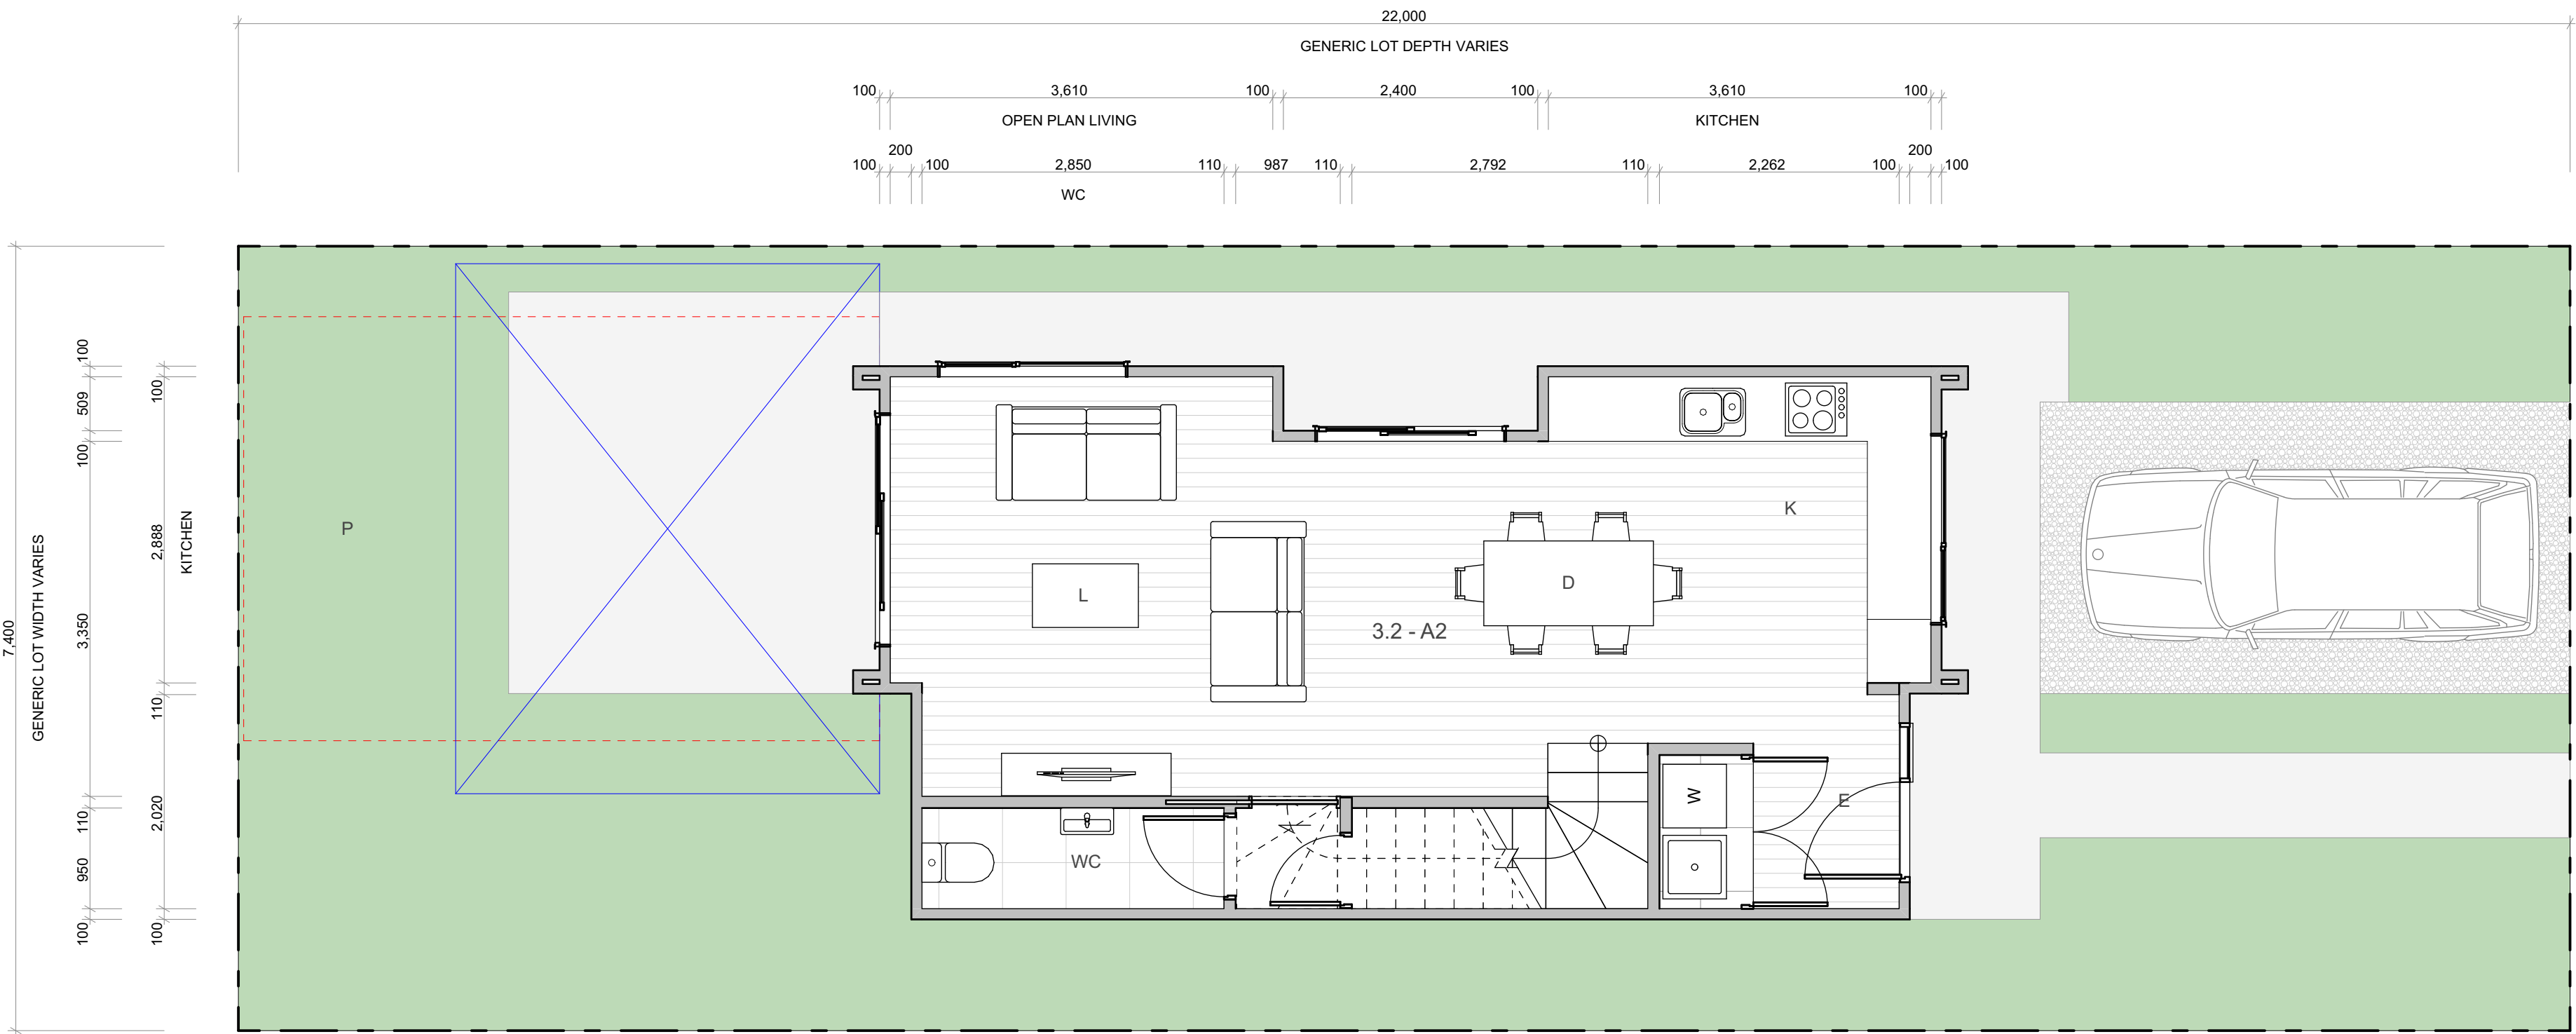 22,000
GENERIC LOT DEPTH VARIES
100 3,610 100 2,400 100 3,610 100
OPEN PLAN LIVING KITCHEN
200 200
100 100 2,850 110 987 110 2,792 110 2,262 100 100
WC
7,400
GENERIC LOT WIDTH VARIES
100 509 100 3,350 110 950 100
100 2,888 110 2,020 100
KITCHEN
P
K
L
D
3.2 - A2
W
E
WC